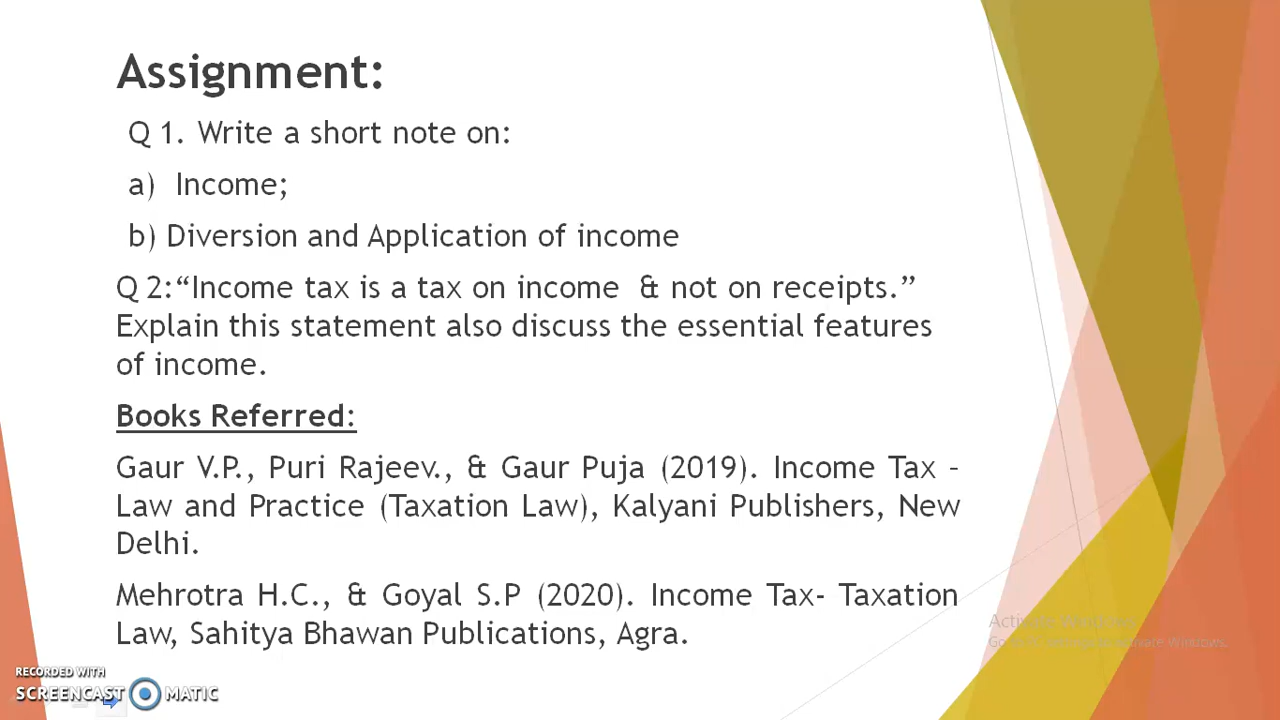 Assignment:
Q 1. Write a short note on:
a) Income;
b) Diversion and Application of income
Q 2:“Income tax is a tax on income & not on receipts.”
Explain this statement also discuss the essential features
of income.
Books Referred:
Gaur V.P., Puri Rajeev., & Gaur Puja (2019). Income Tax –
Law and Practice (Taxation Law), Kalyani Publishers, New
Delhi.
Mehrotra H.C., & Goyal S.P (2020). Income Tax- Taxation
Law, Sahitya Bhawan Publications, Agra.
Activate Windows
Windows.
RECORDED WITH
SCREENCAST MATIC